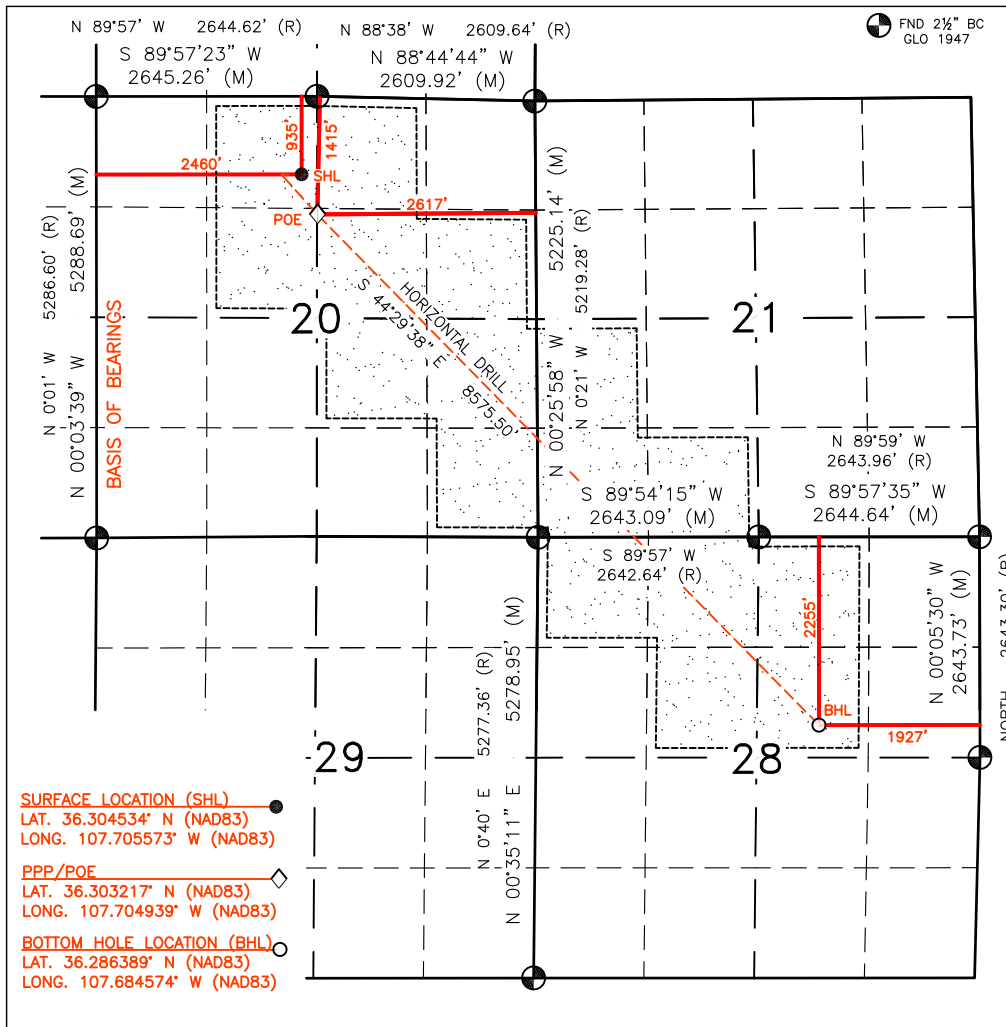 N 89°57' W 2644.62' (R)
S 89°57'23" W
2645.26' (M)
N 88°38' W 2609.64' (R)
N 88°44'44" W
2609.92' (M)
FND 2½" BC
GLO 1947
935'
1415'
2460'
SHL
POE
2617'
5286.60' (R)
5288.69' (M)
N 0°01' W
N 00°03'39" W
BASIS OF BEARINGS
20
HORIZONTAL DRILL
S 44°29'38" E 8575.50'
5225.14' (M)
5219.28' (R)
N 00°25'58" W
N 0°21' W
21
N 89°59' W
2643.96' (R)
S 89°54'15" W
2643.09' (M)
S 89°57'35" W
2644.64' (M)
S 89°57' W
2642.64' (R)
2255'
BHL
1927'
N 00°05'30" W
2643.73' (M)
NORTH 2643.30' (R)
5277.36' (R)
5278.95' (M)
N 0°40' E
N 00°35'11" E
29
28
SURFACE LOCATION (SHL)
LAT. 36.304534° N (NAD83)
LONG. 107.705573° W (NAD83)
PPP/POE
LAT. 36.303217° N (NAD83)
LONG. 107.704939° W (NAD83)
BOTTOM HOLE LOCATION (BHL)
LAT. 36.286389° N (NAD83)
LONG. 107.684574° W (NAD83)